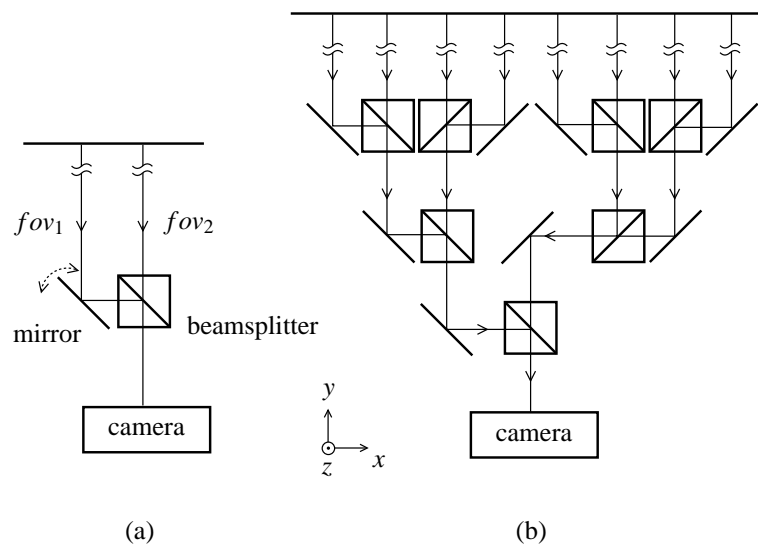 fov1
fov2
mirror
beamsplitter
camera
(a)
y
z
x
camera
(b)